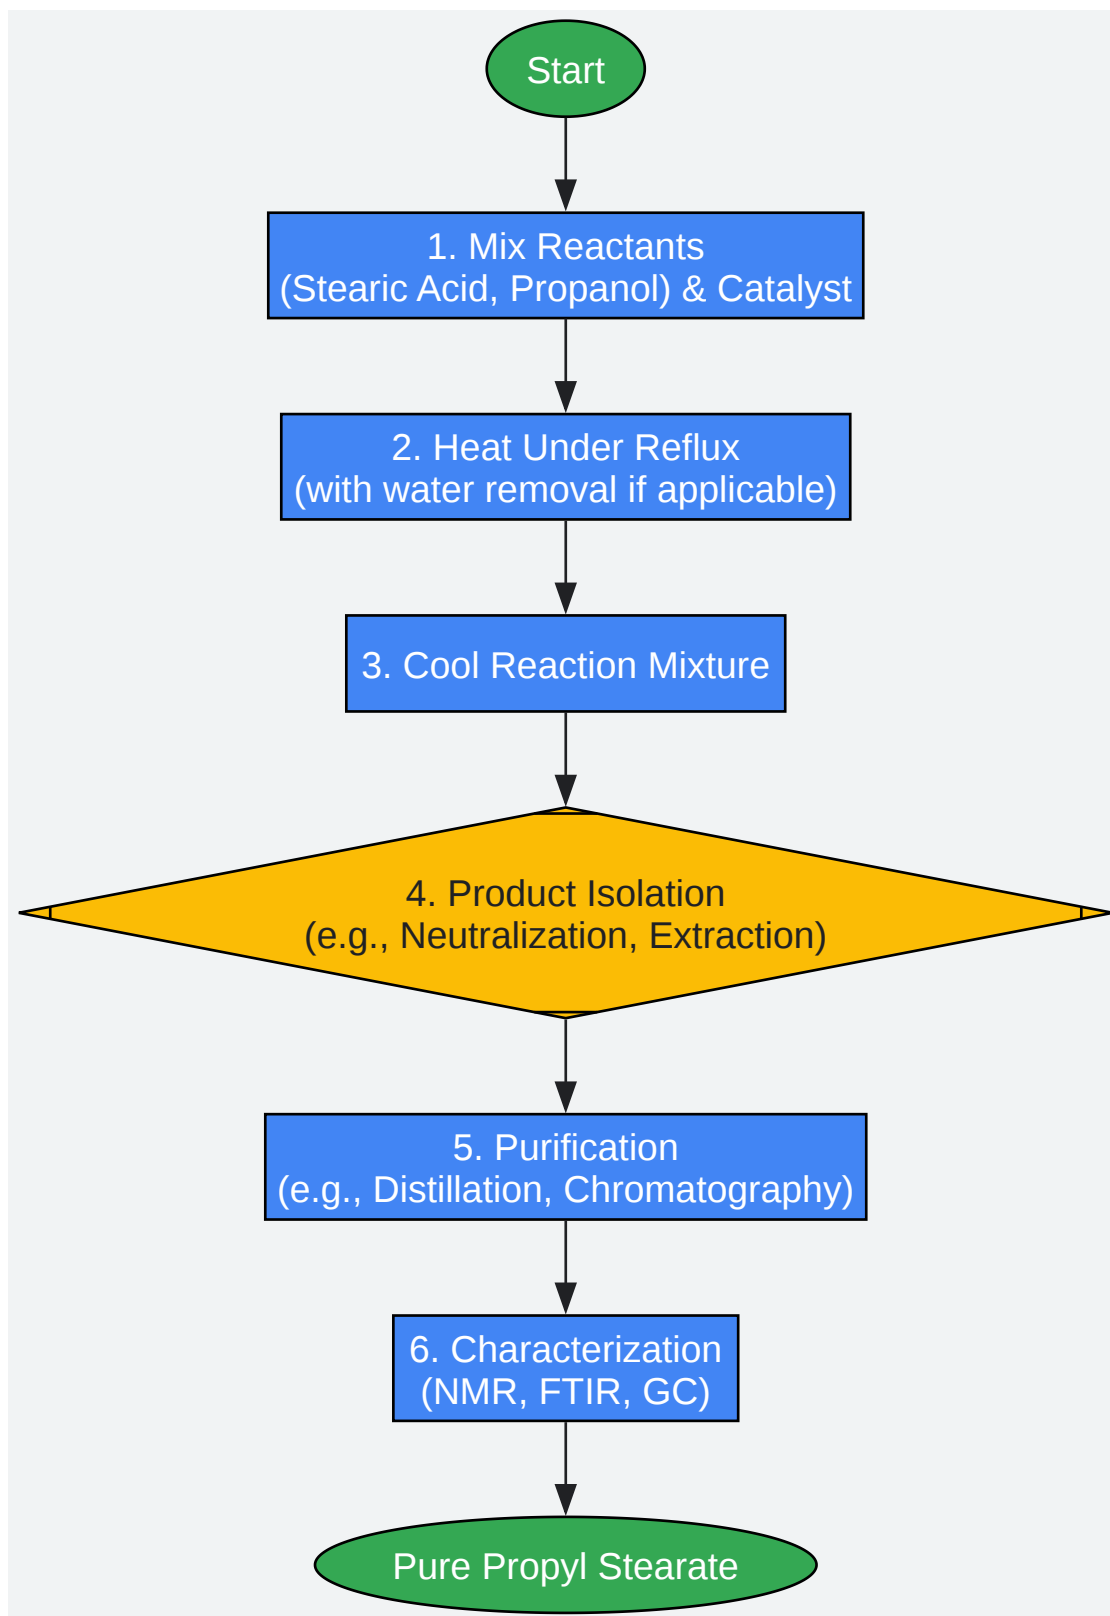 Start
1. Mix Reactants
(Stearic Acid, Propanol) & Catalyst
2. Heat Under Reflux
(with water removal if applicable)
3. Cool Reaction Mixture
4. Product Isolation
(e.g., Neutralization, Extraction)
5. Purification
(e.g., Distillation, Chromatography)
6. Characterization
(NMR, FTIR, GC)
Pure Propyl Stearate